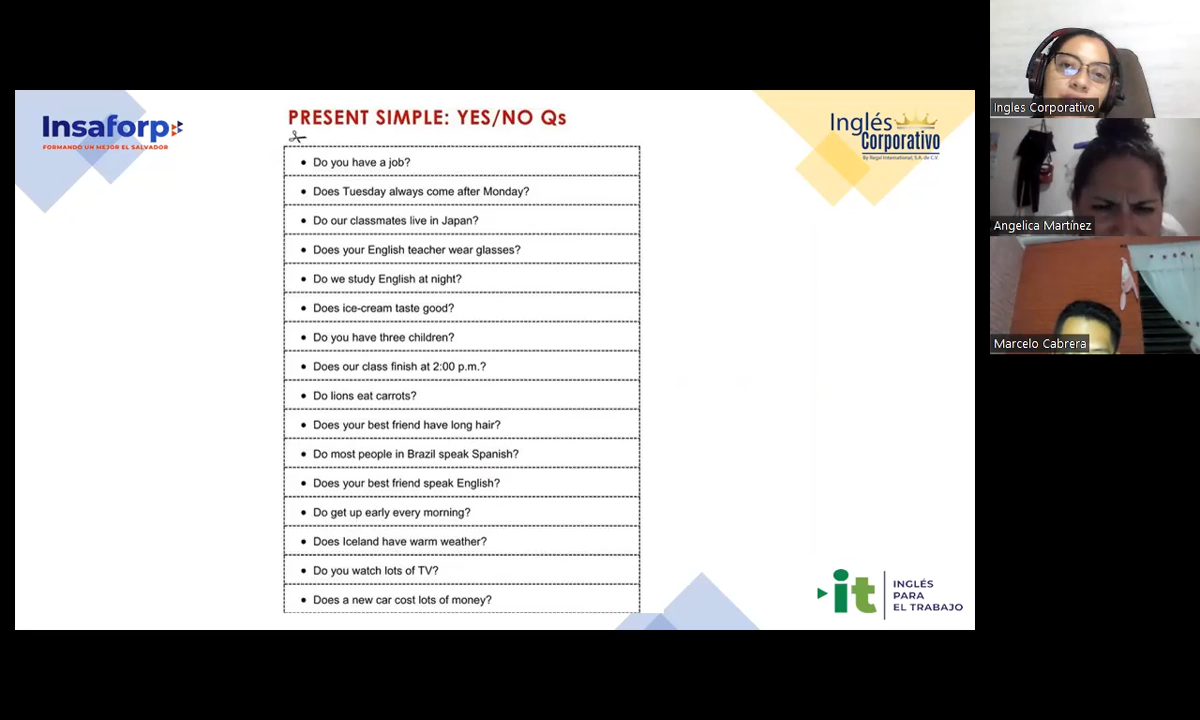 Insaforp
FORMANDO UN MEJOR EL SALVADOR
PRESENT SIMPLE: YES/NO Qs
Inglés
Corporativo
By Regal International, S.A. de C.V.
• Do you have a job?
• Does Tuesday always come after Monday?
• Do our classmates live in Japan?
• Does your English teacher wear glasses?
• Do we study English at night?
• Does ice-cream taste good?
• Do you have three children?
• Does our class finish at 2:00 p.m.?
• Do lions eat carrots?
• Does your best friend have long hair?
• Do most people in Brazil speak Spanish?
• Does your best friend speak English?
• Do get up early every morning?
• Does Iceland have warm weather?
• Do you watch lots of TV?
• Does a new car cost lots of money?
it
INGLÉS
PARA
EL TRABAJO
Ingles Corporativo
Angelica Martínez
Marcelo Cabrera